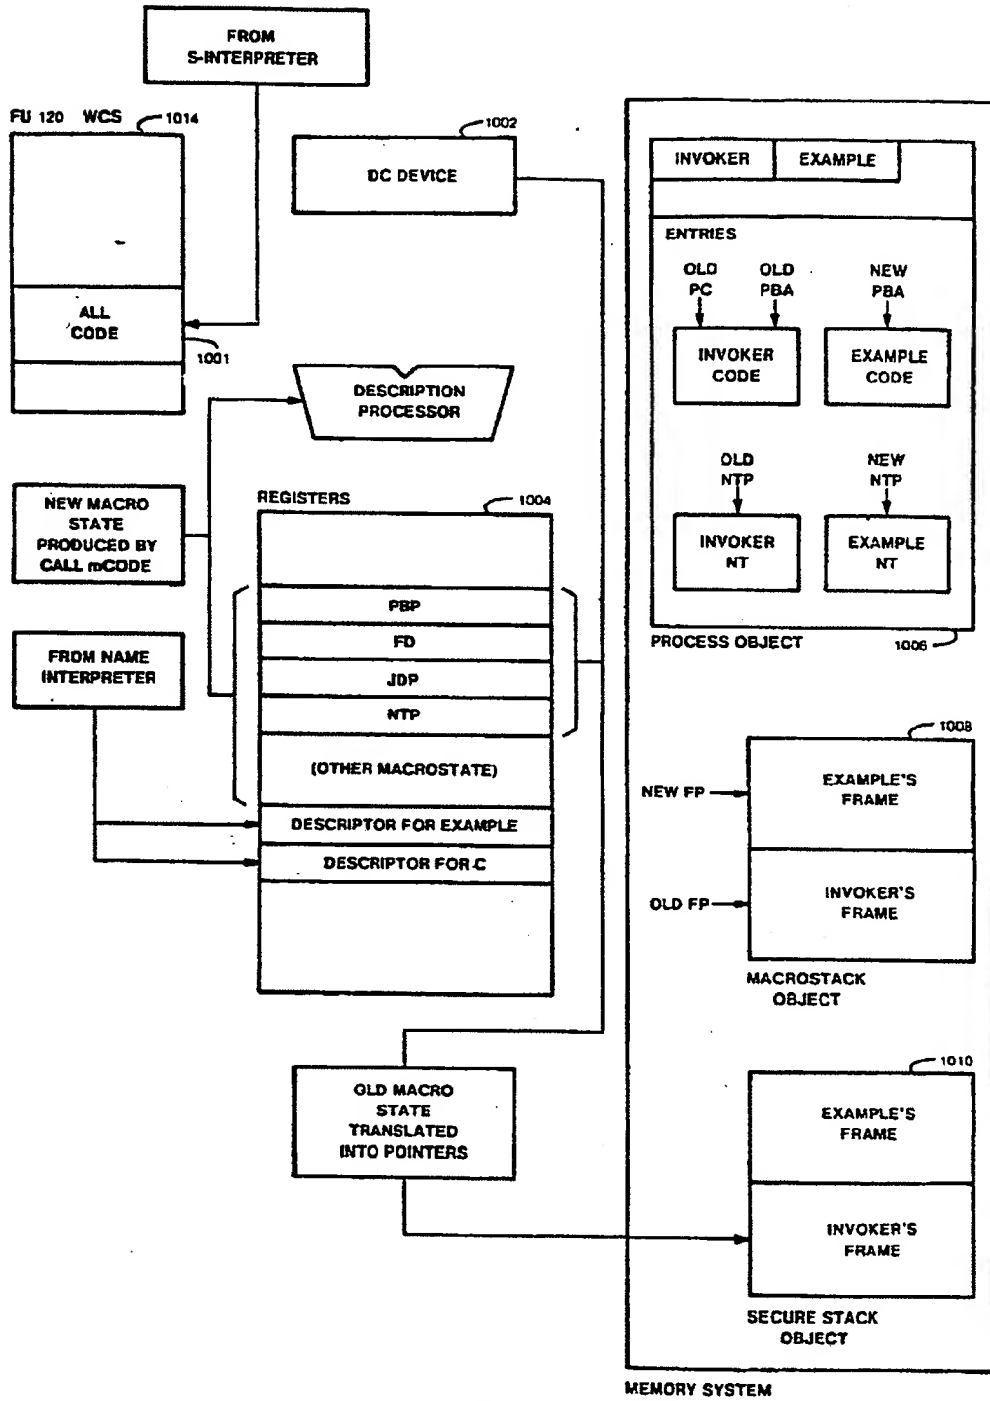 FROM
S-INTERPRETER
FU 120 WCS
1014
ALL
CODE
1001
1002
DC DEVICE
DESCRIPTION
PROCESSOR
NEW MACRO
STATE
PRODUCED BY
CALL mCODE
FROM NAME
INTERPRETER
REGISTERS
1004
PBP
FD
JDP
NTP
(OTHER MACROSTATE)
DESCRIPTOR FOR EXAMPLE
DESCRIPTOR FOR C
OLD MACRO
STATE
TRANSLATED
INTO POINTERS
INVOKER
EXAMPLE
ENTRIES
OLD
PC
OLD
PBA
NEW
PBA
INVOKER
CODE
EXAMPLE
CODE
OLD
NTP
NEW
NTP
INVOKER
NT
EXAMPLE
NT
PROCESS OBJECT
1006
1008
NEW FP
EXAMPLE'S
FRAME
OLD FP
INVOKER'S
FRAME
MACROSTACK
OBJECT
1010
EXAMPLE'S
FRAME
INVOKER'S
FRAME
SECURE STACK
OBJECT
MEMORY SYSTEM